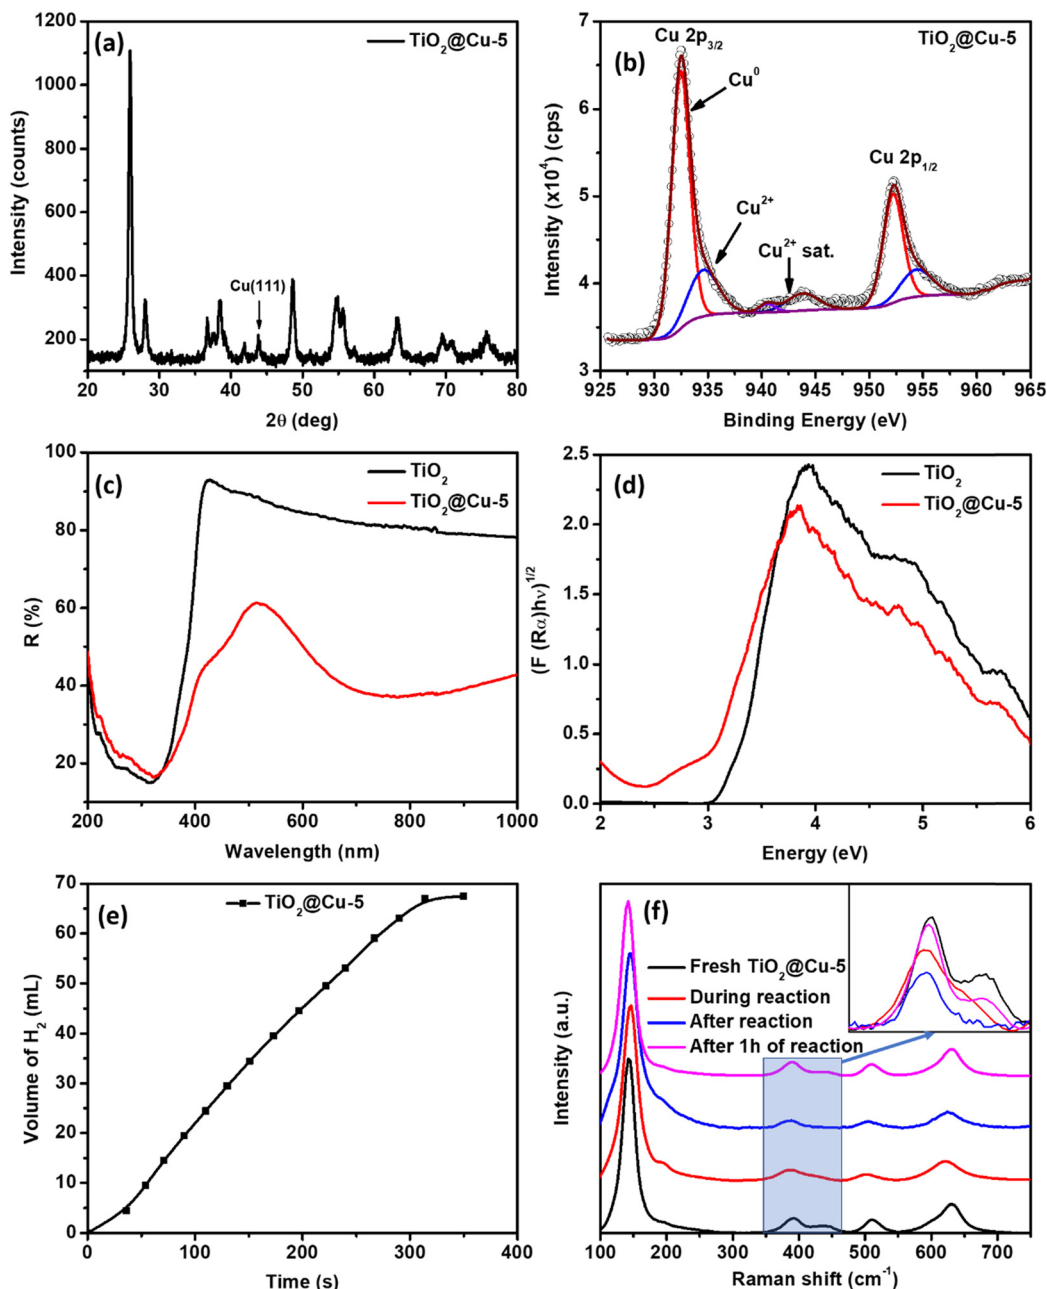 (a)
TiO₂@Cu-5
Cu(111)
Intensity (counts)
200
400
600
800
1000
1200
20
30
40
50
60
70
80
2θ (deg)
(b)
TiO₂@Cu-5
Cu 2p₃/₂
Cu⁰
Cu²⁺
Cu²⁺ sat.
Cu 2p₁/₂
Intensity (x10⁴) (cps)
3
4
5
6
7
925
930
935
940
945
950
955
960
965
Binding Energy (eV)
(c)
TiO₂
TiO₂@Cu-5
R (%)
20
40
60
80
100
200
400
600
800
1000
Wavelength (nm)
(d)
TiO₂
TiO₂@Cu-5
(F (Rα)hν)¹/²
0.0
0.5
1.0
1.5
2.0
2.5
2
3
4
5
6
Energy (eV)
(e)
TiO₂@Cu-5
Volume of H₂ (mL)
0
10
20
30
40
50
60
70
0
100
200
300
400
500
Time (s)
(f)
Fresh TiO₂@Cu-5
During reaction
After reaction
After 1h of reaction
Intensity (a.u.)
100
200
300
400
500
600
700
Raman shift (cm⁻¹)